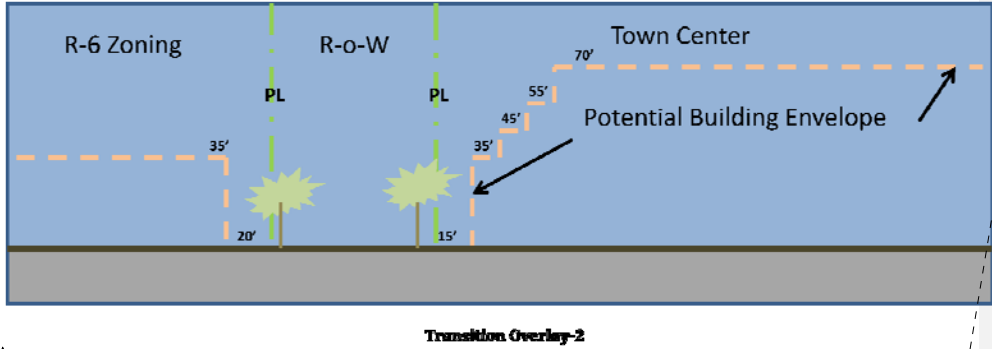 R-6 Zoning
R-o-W
Town Center
70'
PL
PL
55'
45'
Potential Building Envelope
35'
35'
20'
15'
Transition Overlay-2